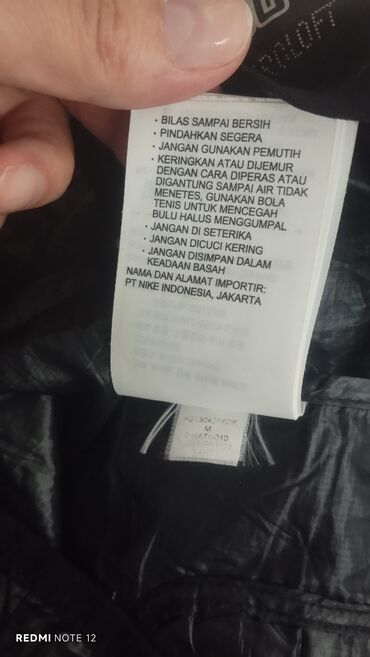 ROLOFT
• BILAS SAMPAI BERSIH
• PINDAHKAN SEGERA
• JANGAN GUNAKAN PEMUTIH
• KERINGKAN ATAU DIJEMUR
DENGAN CARA DIPERAS ATAU
DIGANTUNG SAMPAI AIR TIDAK
MENETES, GUNAKAN BOLA
TENIS UNTUK MENCEGAH
BULU HALUS MENGGUMPAL
• JANGAN DI SETERIKA
• JANGAN DICUCI KERING
• JANGAN DISIMPAN DALAM
KEADAAN BASAH
NAMA DAN ALAMAT IMPORTIR:
PT NIKE INDONESIA, JAKARTA
M
REDMI NOTE 12